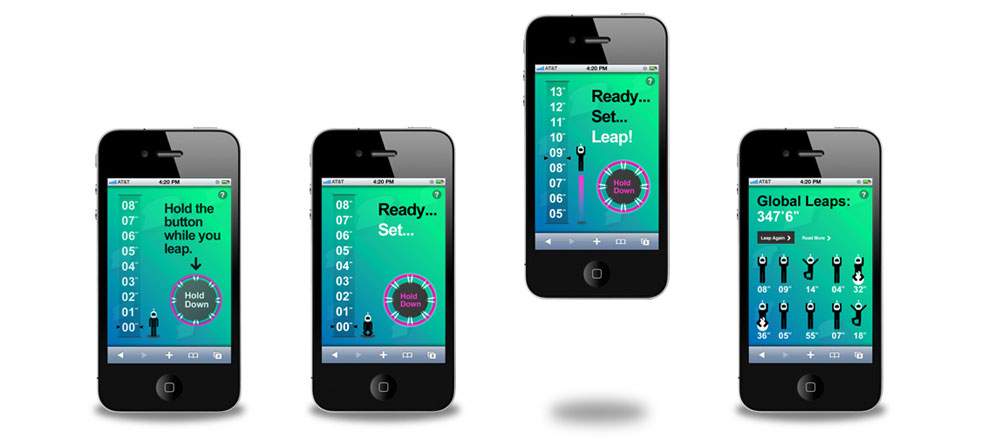 AT&T 4:20 PM
?
08"
07"
06"
05"
04"
03"
02"
01"
00"
Hold the
button
while you
leap.
Hold
Down
AT&T 4:20 PM
?
08"
07"
06"
05"
04"
03"
02"
01"
00"
Ready...
Set...
Hold
Down
AT&T 4:20 PM
?
13"
12"
11"
10"
09"
08"
07"
06"
05"
Ready...
Set...
Leap!
Hold
Down
AT&T 4:20 PM
?
Global Leaps:
347'6"
Leap Again Read More
08" 09" 14" 04" 32"
36" 05" 55" 07" 18"